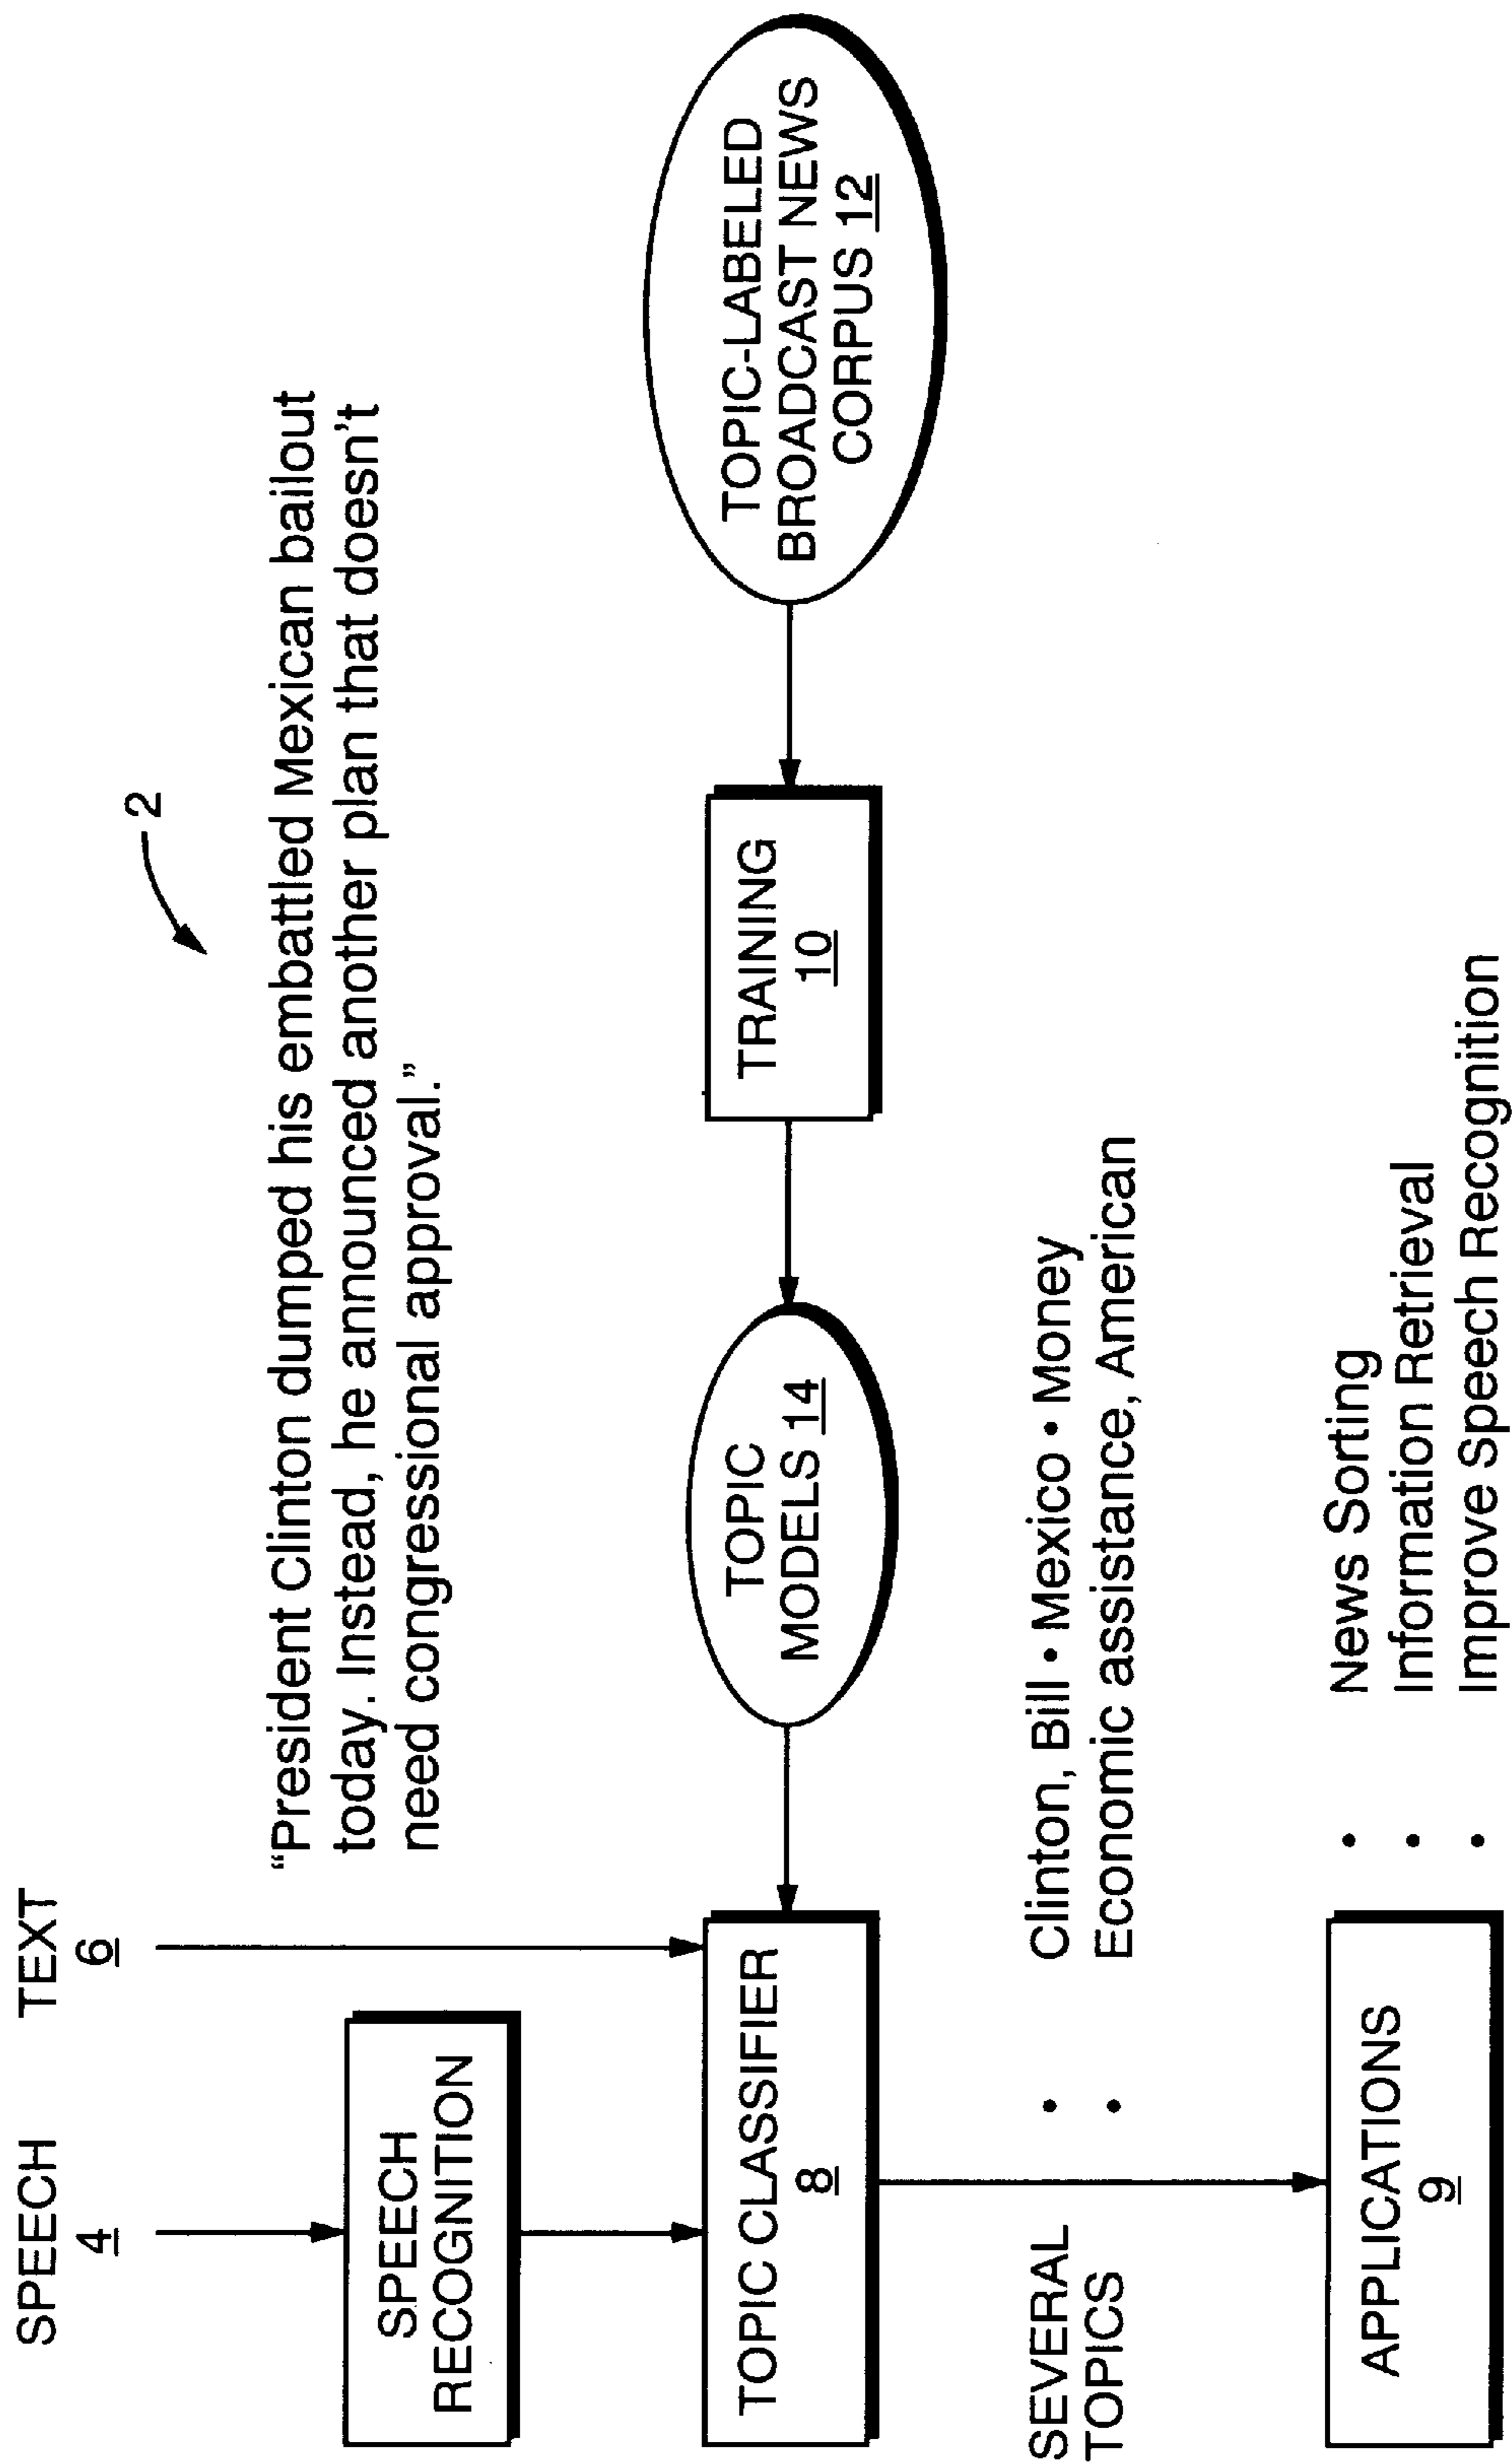 SPEECH TEXT
4 6
2
“President Clinton dumped his embattled Mexican bailout
today. Instead, he announced another plan that doesn’t
need congressional approval.”
SPEECH
RECOGNITION
TOPIC CLASSIFIER
8
TOPIC
MODELS 14
TRAINING
10
TOPIC-LABELED
BROADCAST NEWS
CORPUS 12
SEVERAL
TOPICS
• Clinton, Bill • Mexico • Money
• Economic assistance, American
APPLICATIONS
9
• News Sorting
• Information Retrieval
• Improve Speech Recognition